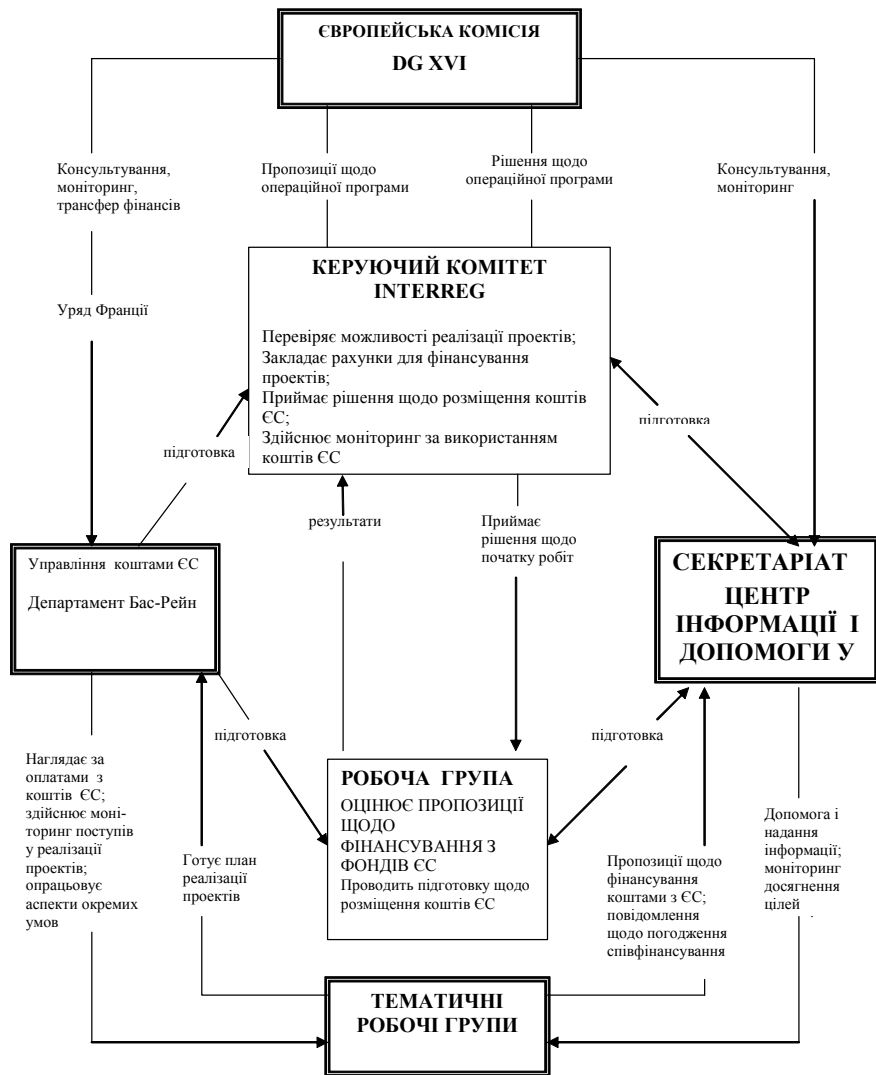 ЄВРОПЕЙСЬКА КОМІСІЯ
DG XVI
Консультування,
моніторинг,
трансфер фінансів
Пропозиції щодо
операційної програми
Рішення щодо
операційної програми
Консультування,
моніторинг
Уряд Франції
КЕРУЮЧИЙ КОМІТЕТ
INTERREG
Перевіряє можливості реалізації проектів;
Закладає рахунки для фінансування
проектів;
Приймає рішення щодо розміщення коштів
ЄС;
Здійснює моніторинг за використанням
коштів ЄС
підготовка
підготовка
результати
Приймає
рішення щодо
початку робіт
Управління коштами ЄС
Департамент Бас-Рейн
СЕКРЕТАРІАТ
ЦЕНТР
ІНФОРМАЦІЇ І
ДОПОМОГИ У
підготовка
підготовка
Наглядає за
оплатами з
коштів ЄС;
здійснює моні-
торинг поступів
у реалізації
проектів;
опрацьовує
аспекти окремих
умов
Готує план
реалізації
проектів
РОБОЧА ГРУПА
ОЦІНЮЄ ПРОПОЗИЦІЇ
ЩОДО
ФІНАНСУВАННЯ З
ФОНДІВ ЄС
Проводить підготовку щодо
розміщення коштів ЄС
Пропозиції щодо
фінансування
коштами з ЄС;
повідомлення
щодо погодження
співфінансування
Допомога і
надання
інформації;
моніторинг
досягнення
цілей
ТЕМАТИЧНІ
РОБОЧІ ГРУПИ